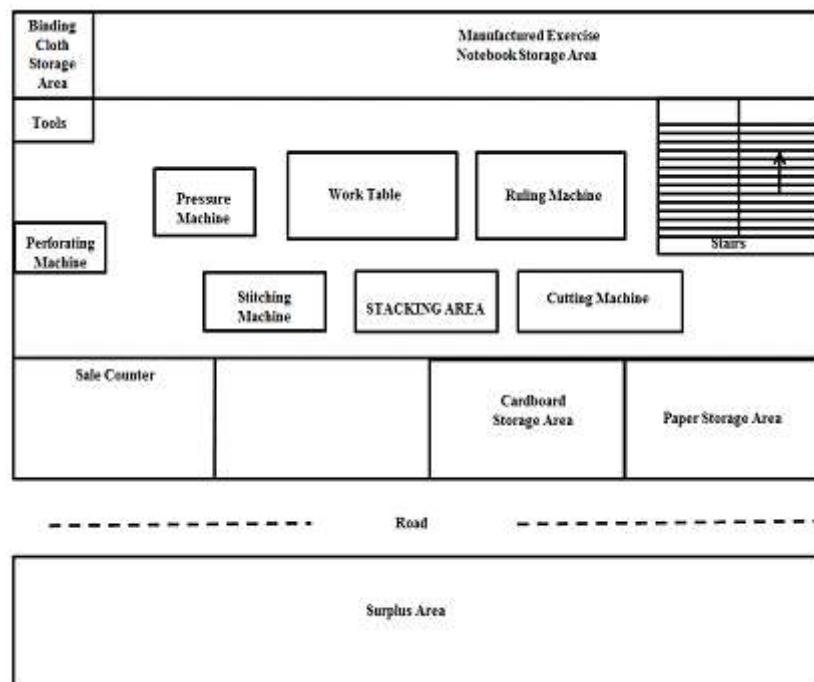 Binding
Cloth
Storage
Area
Manufactured Exercise
Notebook Storage Area
Tools
Pressure
Machine
Work Table
Ruling Machine
Stairs
Perforating
Machine
Stitching
Machine
STACKING AREA
Cutting Machine
Sale Counter
Cardboard
Storage Area
Paper Storage Area
Road
Surplus Area